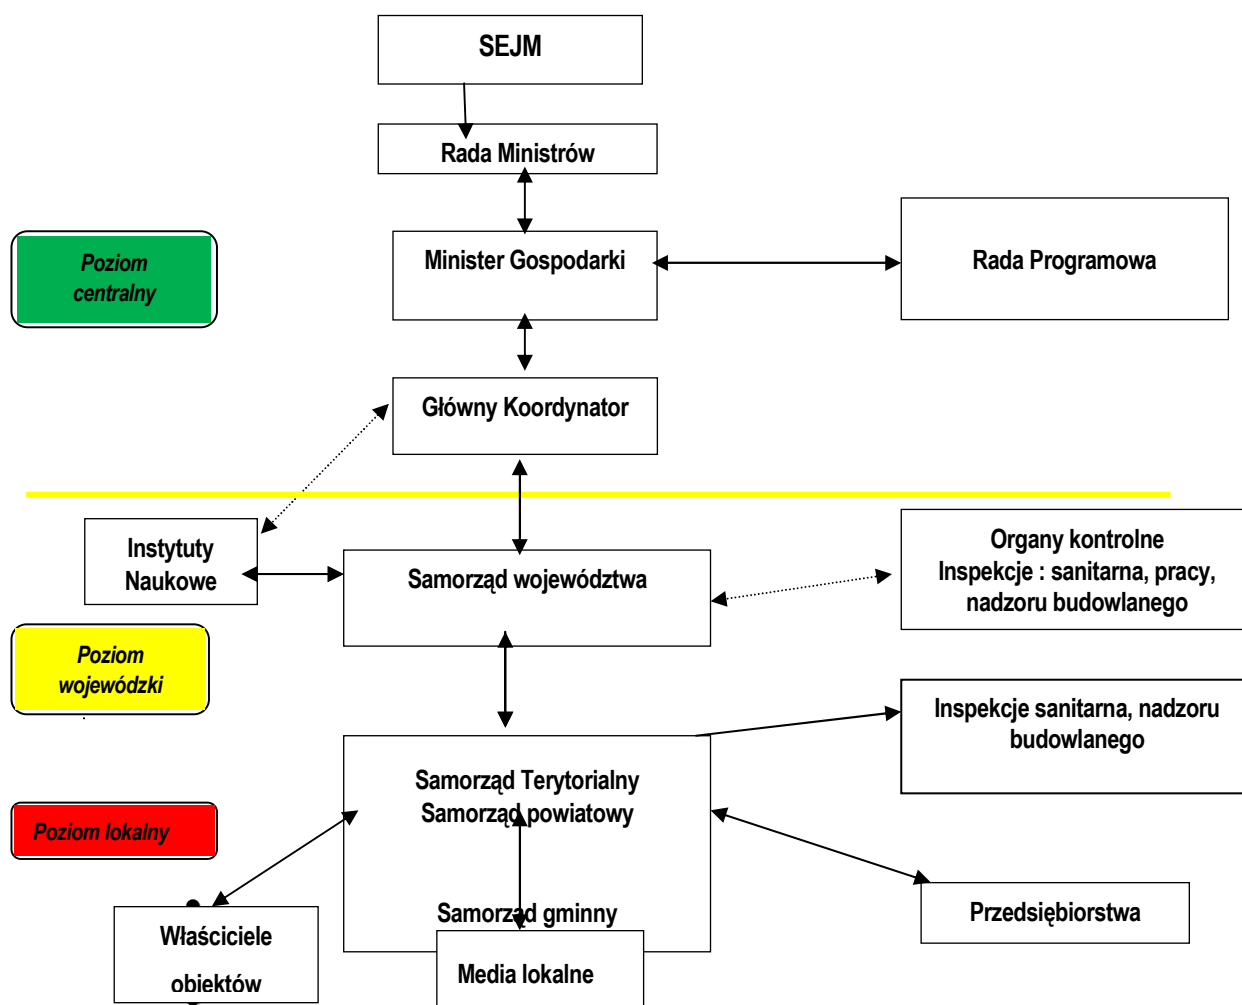 SEJM
Rada Ministrów
Minister Gospodarki
Rada Programowa
Poziom
centralny
Główny Koordynator
Instytuty
Naukowe
Samorząd województwa
Organy kontrolne
Inspekcje : sanitarna, pracy,
nadzoru budowlanego
Poziom
wojewódzki
Inspekcje sanitarna, nadzoru
budowlanego
Samorząd Terytorialny
Samorząd powiatowy
Poziom lokalny
Samorząd gminny
Przedsiębiorstwa
Właściciele
obiektów
Media lokalne